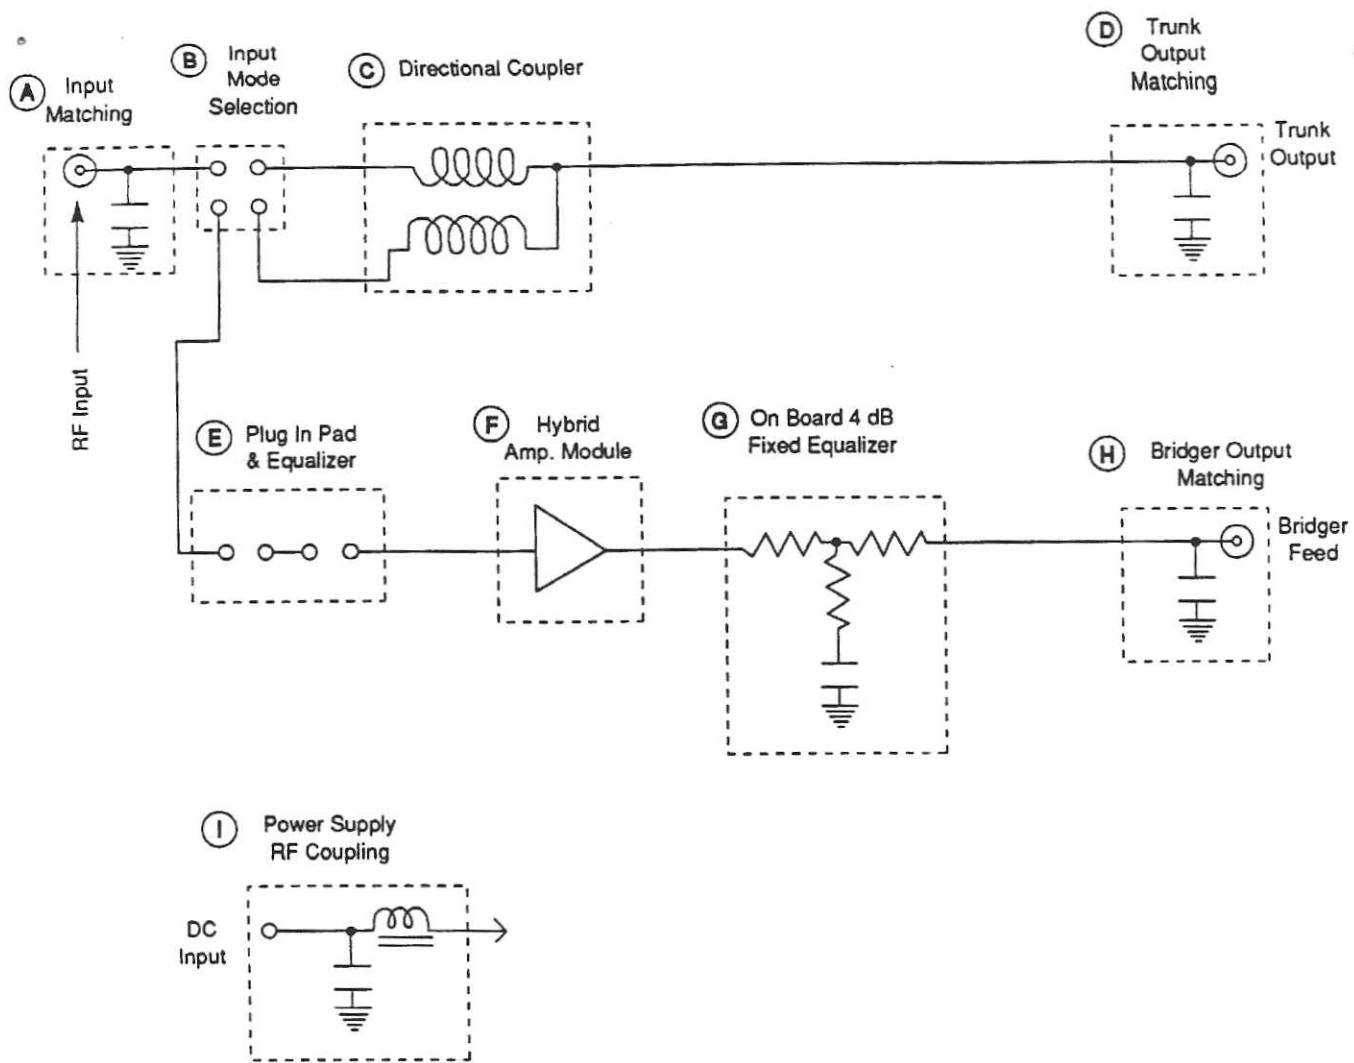 A
Input
Matching
B
Input
Mode
Selection
C
Directional Coupler
D
Trunk
Output
Matching
Trunk
Output
RF Input
E
Plug In Pad
& Equalizer
F
Hybrid
Amp. Module
G
On Board 4 dB
Fixed Equalizer
H
Bridger Output
Matching
Bridger
Feed
I
Power Supply
RF Coupling
DC
Input